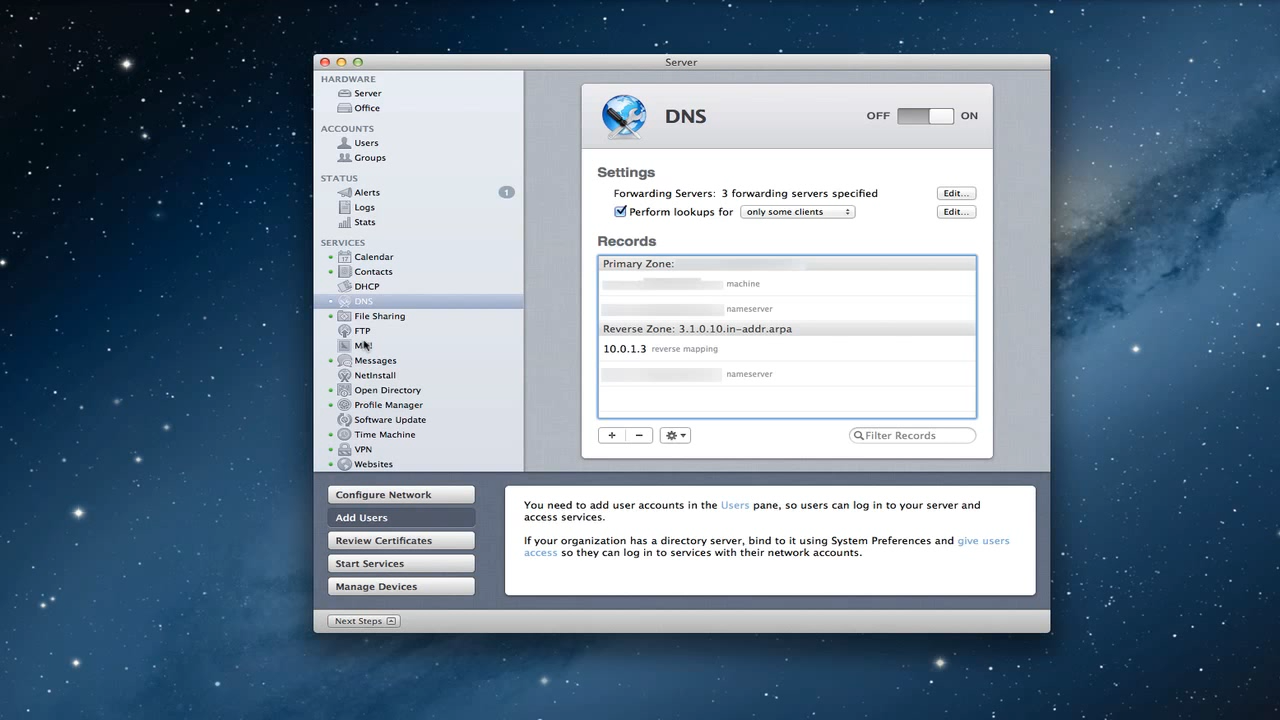 Server
HARDWARE
Server
Office
ACCOUNTS
Users
Groups
STATUS
Alerts
1
Logs
Stats
SERVICES
Calendar
Contacts
DHCP
DNS
File Sharing
FTP
Mail
Messages
NetInstall
Open Directory
Profile Manager
Software Update
Time Machine
VPN
Websites
DNS
OFF ON
Settings
Forwarding Servers: 3 forwarding servers specified Edit...
Perform lookups for only some clients Edit...
Records
Primary Zone:
machine
nameserver
Reverse Zone: 3.1.0.10.in-addr.arpa
10.0.1.3 reverse mapping
nameserver
+ −
Filter Records
Configure Network
Add Users
Review Certificates
Start Services
Manage Devices
You need to add user accounts in the Users pane, so users can log in to your server and
access services.
If your organization has a directory server, bind to it using System Preferences and give users
access so they can log in to services with their network accounts.
Next Steps